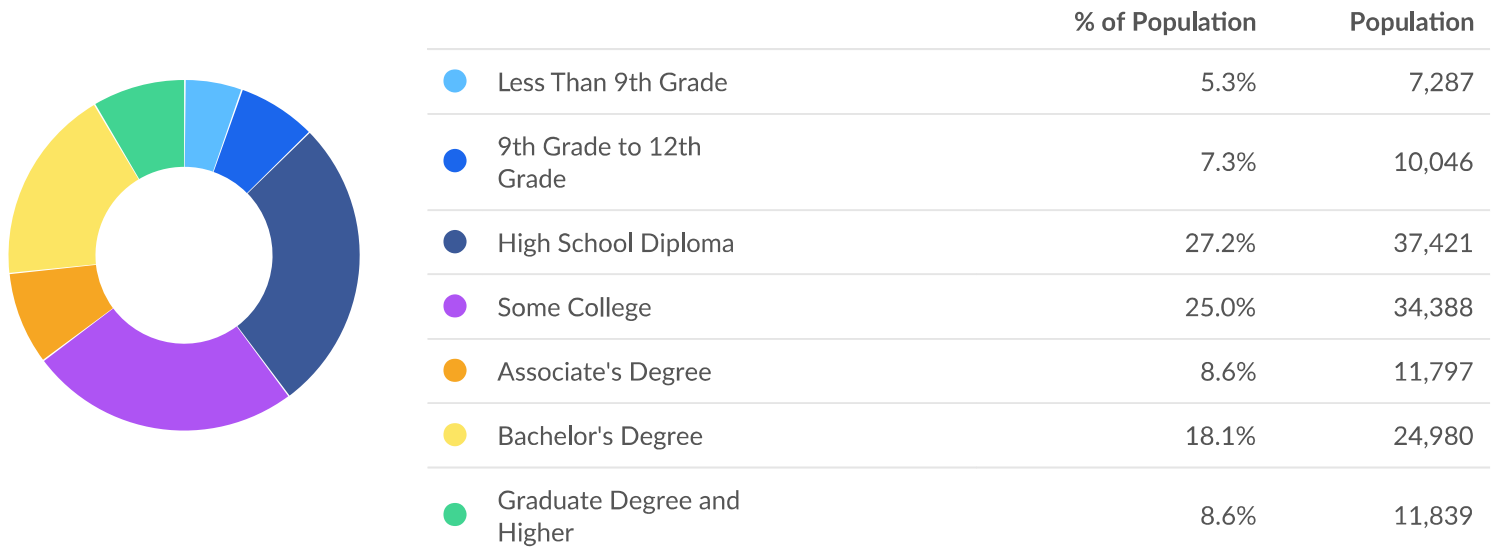 % of Population Population
Less Than 9th Grade 5.3% 7,287
9th Grade to 12th
Grade 7.3% 10,046
High School Diploma 27.2% 37,421
Some College 25.0% 34,388
Associate's Degree 8.6% 11,797
Bachelor's Degree 18.1% 24,980
Graduate Degree and
Higher 8.6% 11,839